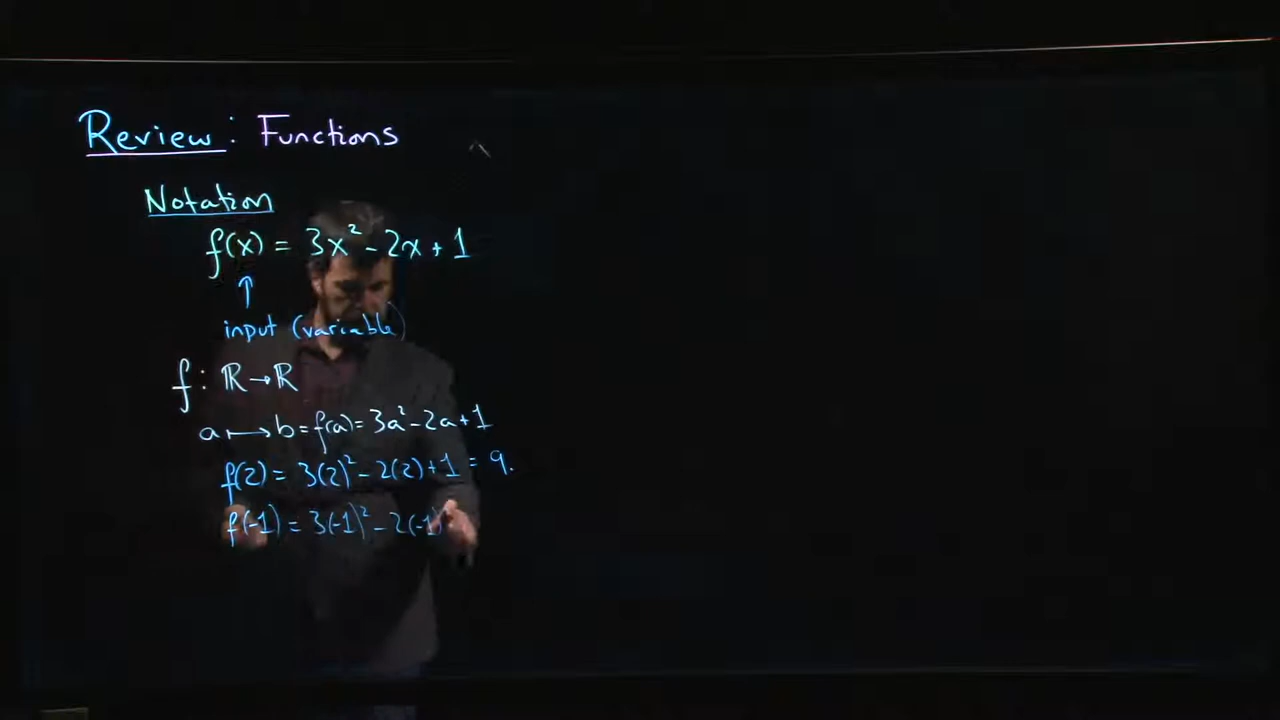 Review: Functions
Notation
f(x) = 3x² - 2x + 1
↑
input (variable)
f: ℝ → ℝ
a ⟼ b = f(a) = 3a² - 2a + 1
f(2) = 3(2)² - 2(2) + 1 = 9.
f(-1) = 3(-1)² - 2(-1)